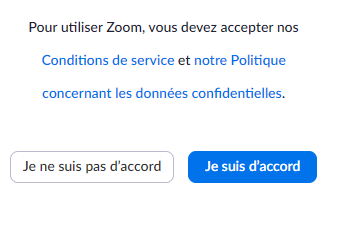 Pour utiliser Zoom, vous devez accepter nos
Conditions de service et notre Politique
concernant les données confidentielles.
Je ne suis pas d’accord
Je suis d’accord